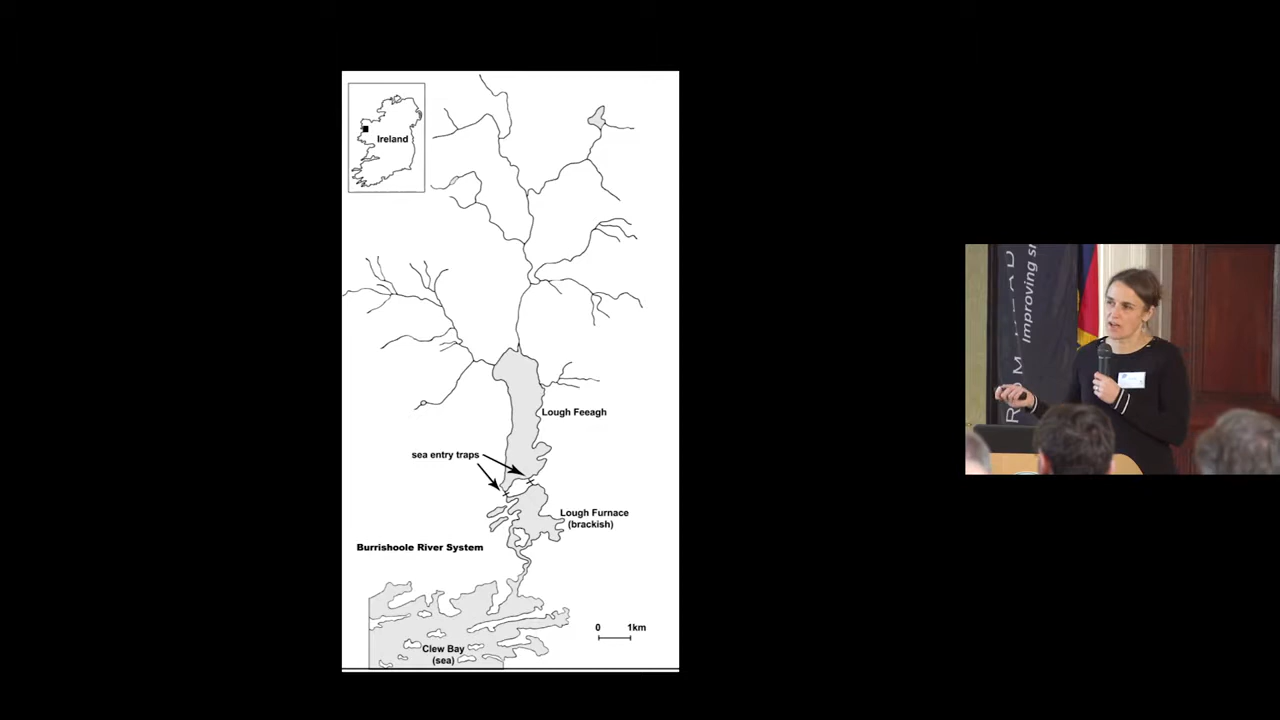 Ireland
Lough Feeagh
sea entry traps
Lough Furnace
(brackish)
Burrishoole River System
0 1km
Clew Bay
(sea)
Improving